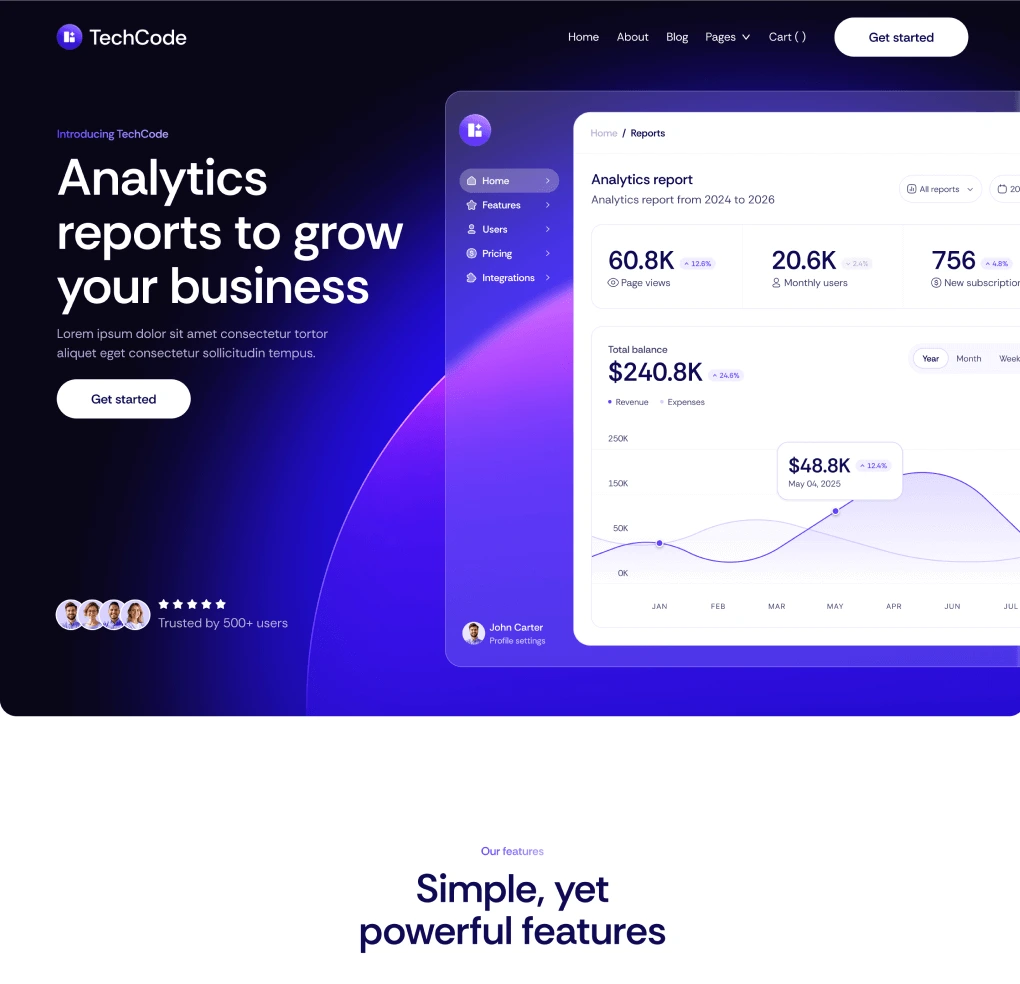 TechCode
Home About Blog Pages Cart ( ) Get started
Introducing TechCode
Analytics
reports to grow
your business
Lorem ipsum dolor sit amet consectetur tortor
aliquet eget consectetur sollicitudin tempus.
Get started
Trusted by 500+ users
Home
Features
Users
Pricing
Integrations
John Carter
Profile settings
Home / Reports
Analytics report
Analytics report from 2024 to 2026
All reports 20
60.8K 12.6%
Page views
20.6K 2.4%
Monthly users
756 4.8%
New subscription
Total balance
$240.8K 24.6%
Year Month Week
Revenue Expenses
250K
150K
50K
0K
$48.8K 12.4%
May 04, 2025
JAN FEB MAR MAY APR JUN JUL
Our features
Simple, yet
powerful features